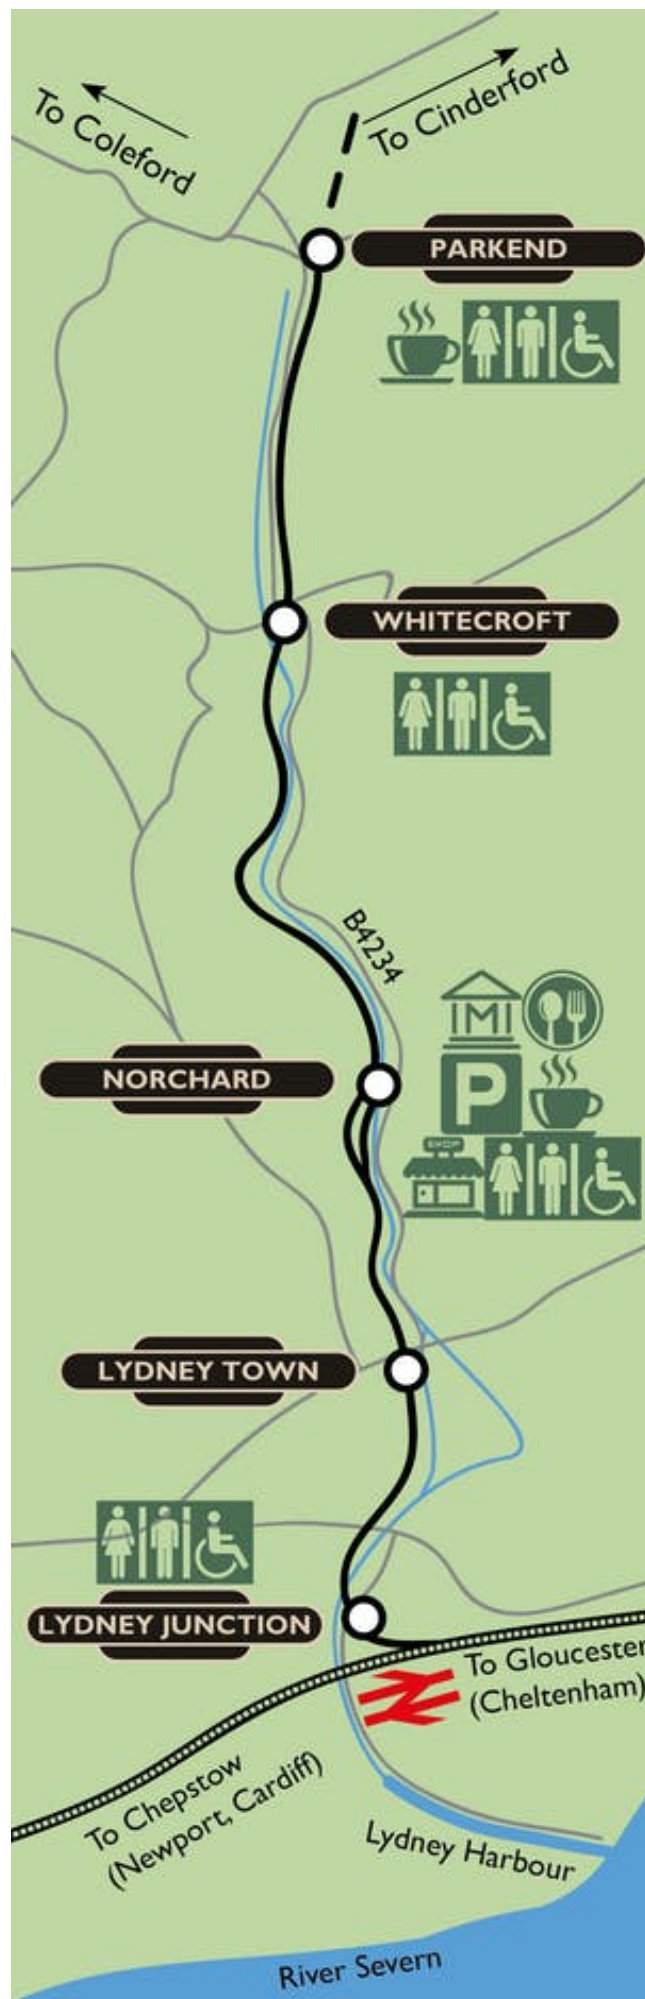 To Coleford
To Cinderford
PARKEND
WHITECROFT
B4234
M
NORCHARD
P
SHOP
LYDNEY TOWN
LYDNEY JUNCTION
To Gloucester
(Cheltenham)
To Chepstow
(Newport, Cardiff)
Lydney Harbour
River Severn